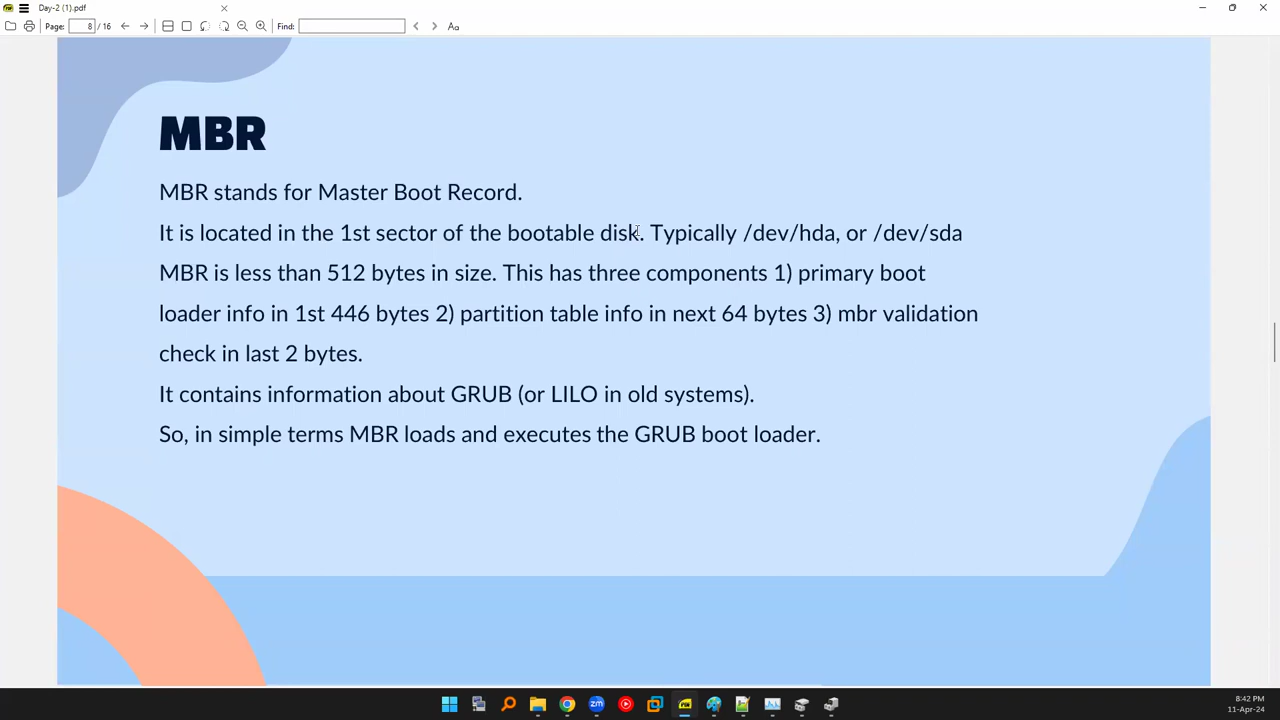 Day-2 (1).pdf
Page: 8 / 16
Find:
Aa
MBR
MBR stands for Master Boot Record.
It is located in the 1st sector of the bootable disk. Typically /dev/hda, or /dev/sda
MBR is less than 512 bytes in size. This has three components 1) primary boot
loader info in 1st 446 bytes 2) partition table info in next 64 bytes 3) mbr validation
check in last 2 bytes.
It contains information about GRUB (or LILO in old systems).
So, in simple terms MBR loads and executes the GRUB boot loader.
zm
8:42 PM
11-Apr-24